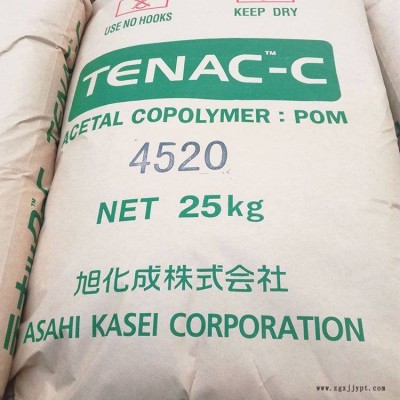 USE NO HOOKS
KEEP DRY
TENAC™-C
ACETAL COPOLYMER : POM
4520
NET 25kg
旭化成株式会社
ASAHI KASEI CORPORATION
www.zgxjjypt.com